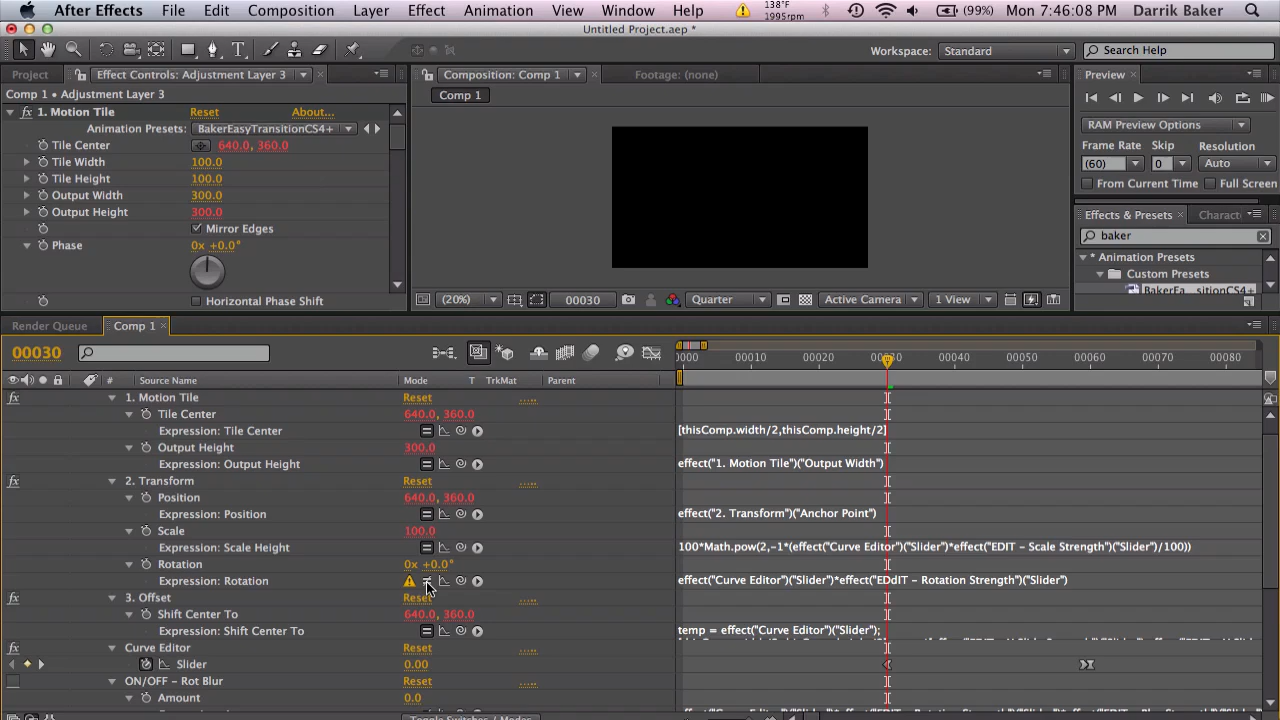 After Effects File Edit Composition Layer Effect Animation View Window Help 138°F 1995rpm (99%) Mon 7:46:08 PM Darrik Baker
Untitled Project.aep *
Workspace: Standard Search Help
Project Effect Controls: Adjustment Layer 3 Composition: Comp 1 Footage: (none) Preview
Comp 1 • Adjustment Layer 3 Comp 1
1. Motion Tile Reset About...
Animation Presets: BakerEasyTransitionCS4+
Tile Center 640.0, 360.0
Tile Width 100.0
Tile Height 100.0
Output Width 300.0
Output Height 300.0
Mirror Edges
Phase 0x +0.0°
Horizontal Phase Shift
RAM Preview Options
Frame Rate Skip Resolution
(60) 0 Auto
From Current Time Full Screen
Effects & Presets Charact
baker
* Animation Presets
Custom Presets
BakerEa...sitionCS4+
(20%) 00030 Quarter Active Camera 1 View
Render Queue Comp 1
00030 0000 00010 00020 00030 00040 00050 00060 00070 00080
# Source Name Mode T TrkMat Parent
1. Motion Tile Reset
Tile Center 640.0, 360.0
Expression: Tile Center [thisComp.width/2,thisComp.height/2]
Output Height 300.0
Expression: Output Height effect("1. Motion Tile")("Output Width")
2. Transform Reset
Position 640.0, 360.0
Expression: Position effect("2. Transform")("Anchor Point")
Scale 100.0
Expression: Scale Height 100*Math.pow(2,-1*(effect("Curve Editor")("Slider")*effect("EDIT - Scale Strength")("Slider")/100))
Rotation 0x +0.0°
Expression: Rotation effect("Curve Editor")("Slider")*effect("EDdIT - Rotation Strength")("Slider")
3. Offset Reset
Shift Center To 640.0, 360.0
Expression: Shift Center To temp = effect("Curve Editor")("Slider");
Curve Editor Reset
Slider 0.00
ON/OFF - Rot Blur Reset
Amount 0.0
Toggle Switches / Modes